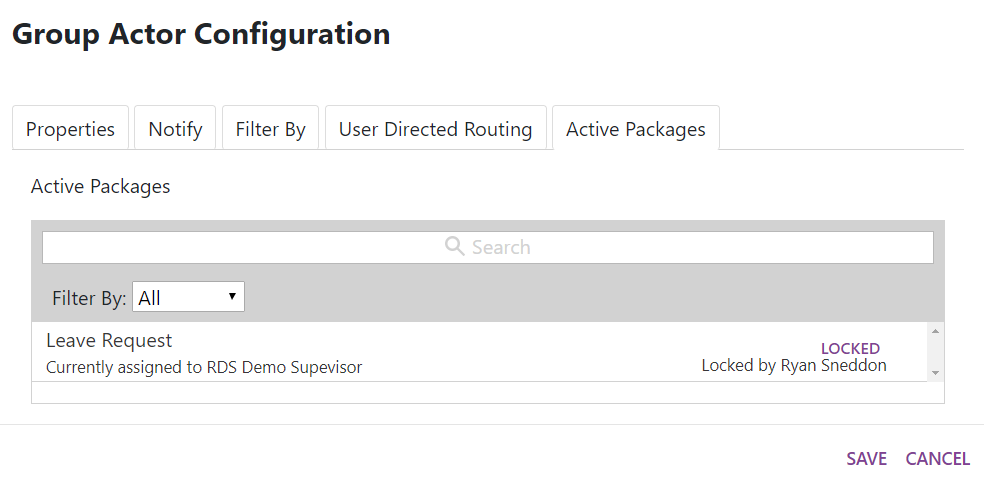 Group Actor Configuration
Properties Notify Filter By User Directed Routing Active Packages
Active Packages
Search
Filter By: All
Leave Request
LOCKED
Currently assigned to RDS Demo Supevisor
Locked by Ryan Sneddon
SAVE CANCEL